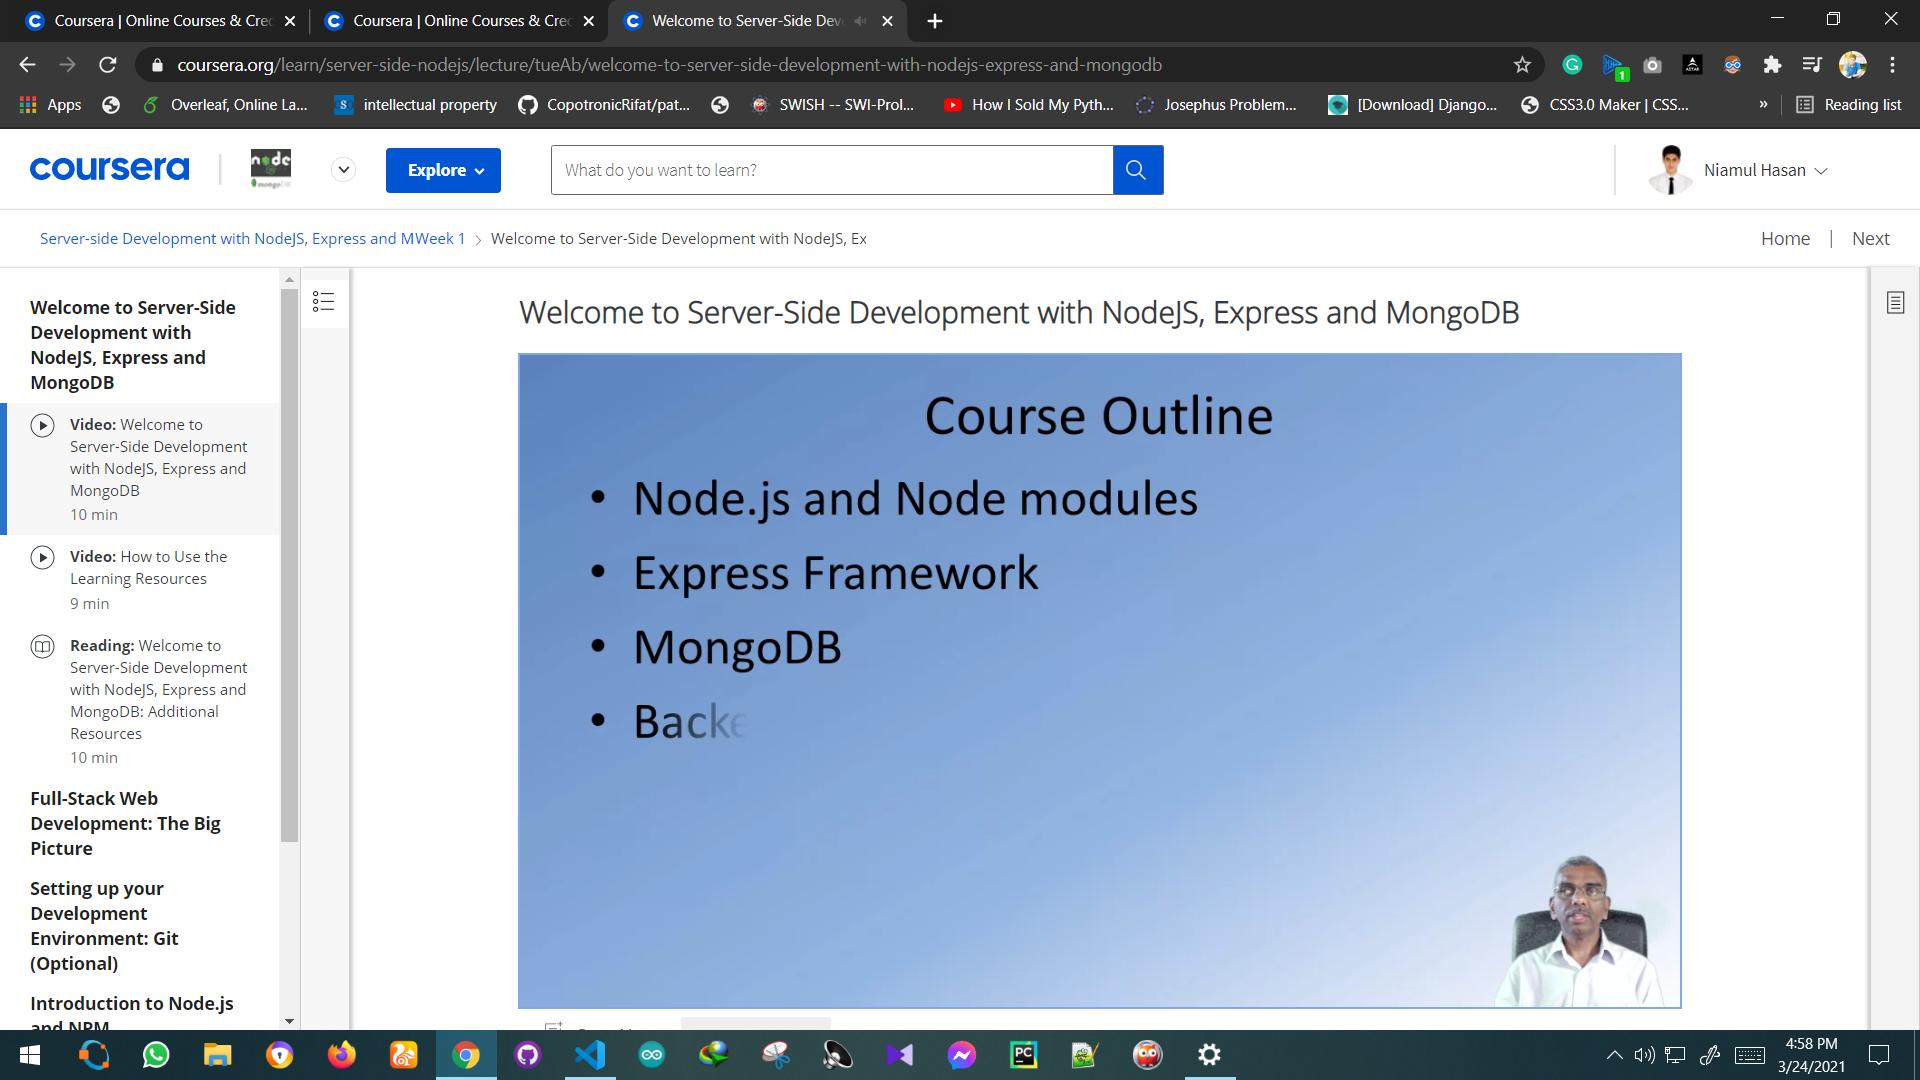 Coursera | Online Courses & Cre
Coursera | Online Courses & Cre
Welcome to Server-Side Dev
coursera.org/learn/server-side-nodejs/lecture/tueAb/welcome-to-server-side-development-with-nodejs-express-and-mongodb
1
Apps
Overleaf, Online La...
S
intellectual property
CopotronicRifat/pat...
SWISH -- SWI-Prol...
How I Sold My Pyth...
Josephus Problem...
[Download] Django...
CSS3.0 Maker | CSS...
»
Reading list
coursera
node
mongoDB
Explore
What do you want to learn?
Niamul Hasan
Server-side Development with NodeJS, Express and MWeek 1
Welcome to Server-Side Development with NodeJS, Ex
Home | Next
Welcome to Server-Side
Development with
NodeJS, Express and
MongoDB
Video: Welcome to
Server-Side Development
with NodeJS, Express and
MongoDB
10 min
Video: How to Use the
Learning Resources
9 min
Reading: Welcome to
Server-Side Development
with NodeJS, Express and
MongoDB: Additional
Resources
10 min
Full-Stack Web
Development: The Big
Picture
Setting up your
Development
Environment: Git
(Optional)
Introduction to Node.js
and NPM
Welcome to Server-Side Development with NodeJS, Express and MongoDB
Course Outline
• Node.js and Node modules
• Express Framework
• MongoDB
• Backe
PC
4:58 PM
3/24/2021